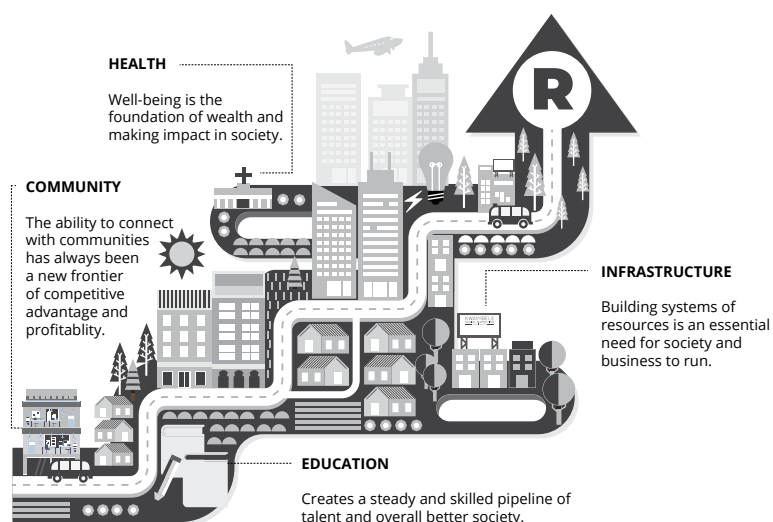 HEALTH
Well-being is the
foundation of wealth and
making impact in society.
R
COMMUNITY
The ability to connect
with communities
has always been
a new frontier
of competitive
advantage and
profitablity.
INFRASTRUCTURE
Building systems of
resources is an essential
need for society and
business to run.
EDUCATION
Creates a steady and skilled pipeline of
talent and overall better society.